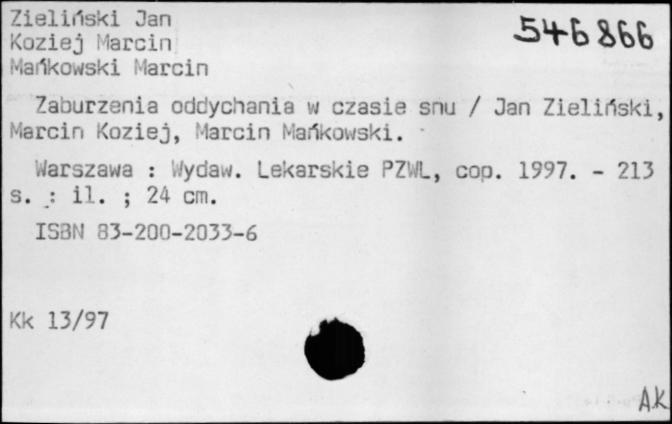 Zieliński Jan
546866
Koziej Marcin
Mańkowski Marcin
Zaburzenia oddychania w czasie snu / Jan Zieliński,
Marcin Koziej, Marcin Mańkowski.
Warszawa : Wydaw. Lekarskie PZWL, cop. 1997. - 213
s. : il. ; 24 cm.
ISBN 83-200-2033-6
Kk 13/97
A.K